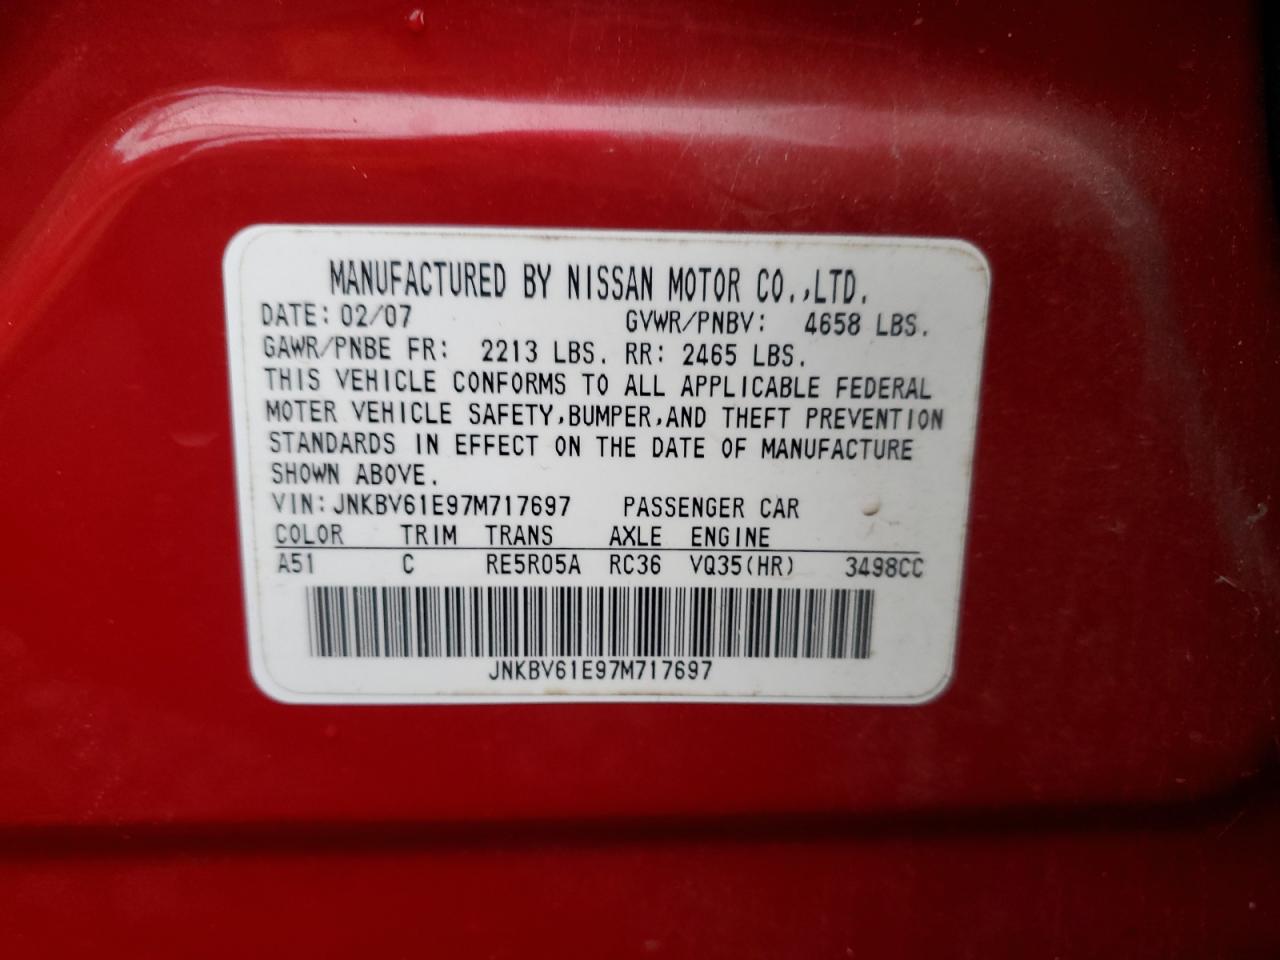 MANUFACTURED BY NISSAN MOTOR CO.,LTD.
DATE: 02/07 GVWR/PNBV: 4658 LBS.
GAWR/PNBE FR: 2213 LBS. RR: 2465 LBS.
THIS VEHICLE CONFORMS TO ALL APPLICABLE FEDERAL
MOTER VEHICLE SAFETY,BUMPER,AND THEFT PREVENTION
STANDARDS IN EFFECT ON THE DATE OF MANUFACTURE
SHOWN ABOVE.
VIN: JNKBV61E97M717697 PASSENGER CAR
COLOR TRIM TRANS AXLE ENGINE
A51 C RE5R05A RC36 VQ35(HR) 3498CC
JNKBV61E97M717697